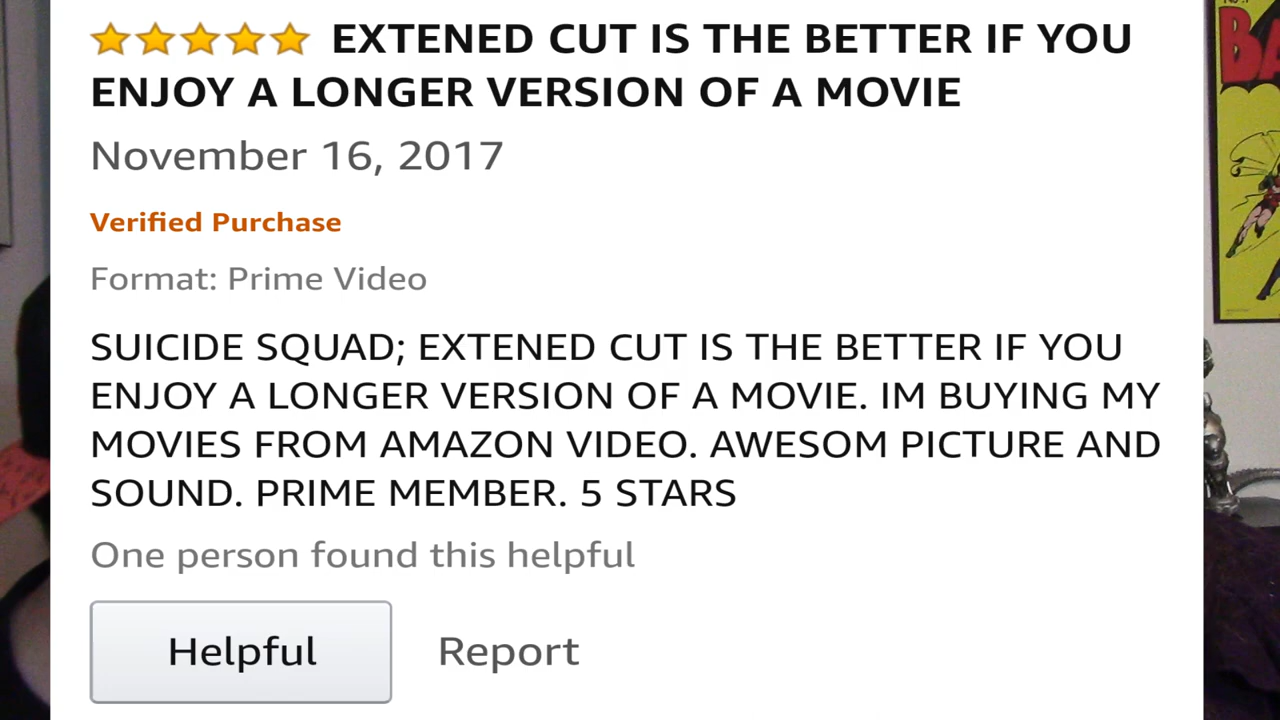 EXTENED CUT IS THE BETTER IF YOU
ENJOY A LONGER VERSION OF A MOVIE
November 16, 2017
Verified Purchase
Format: Prime Video
SUICIDE SQUAD; EXTENED CUT IS THE BETTER IF YOU
ENJOY A LONGER VERSION OF A MOVIE. IM BUYING MY
MOVIES FROM AMAZON VIDEO. AWESOM PICTURE AND
SOUND. PRIME MEMBER. 5 STARS
One person found this helpful
Helpful Report
BA